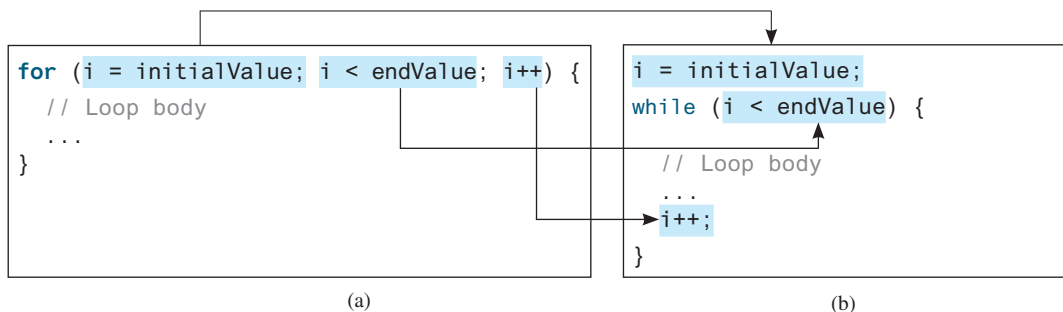 for (i = initialValue; i < endValue; i++) {
// Loop body
...
}
(a)
i = initialValue;
while (i < endValue) {
// Loop body
...
i++;
}
(b)